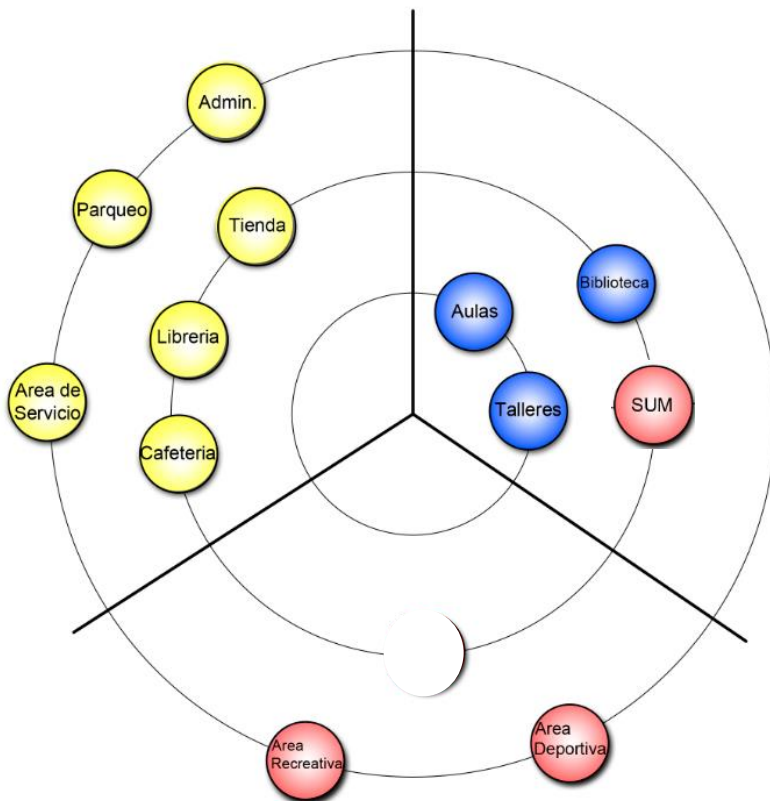 Admin.
Parqueo
Tienda
Biblioteca
Aulas
Libreria
Area de
Servicio
Talleres
SUM
Cafeteria
Area
Recreativa
Area
Deportiva